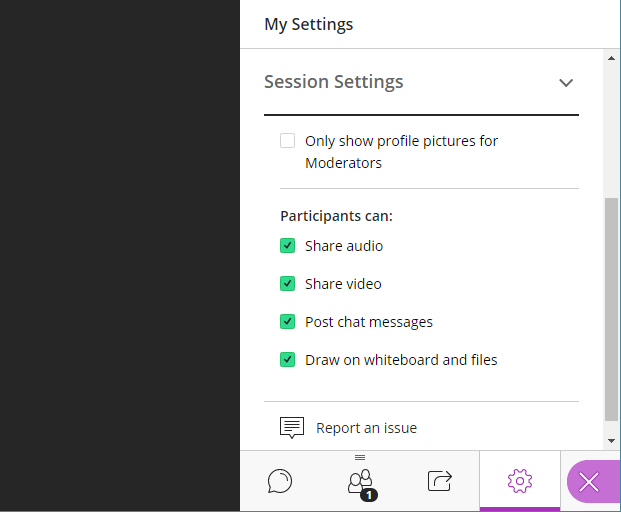 My Settings
Session Settings
Only show profile pictures for
Moderators
Participants can:
Share audio
Share video
Post chat messages
Draw on whiteboard and files
Report an issue
1